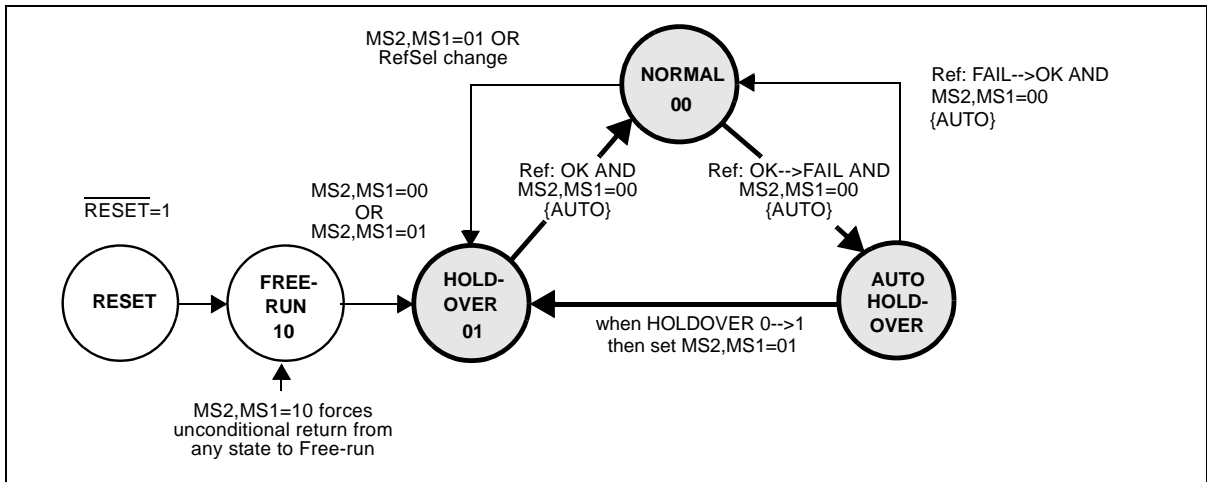 MS2,MS1=01 OR
RefSel change
NORMAL
00
Ref: FAIL-->OK AND
MS2,MS1=00
{AUTO}
Ref: OK AND
MS2,MS1=00
{AUTO}
Ref: OK-->FAIL AND
MS2,MS1=00
{AUTO}
RESET=1
MS2,MS1=00
OR
MS2,MS1=01
RESET
FREE-
RUN
10
HOLD-
OVER
01
AUTO
HOLD-
OVER
when HOLDOVER 0-->1
then set MS2,MS1=01
MS2,MS1=10 forces
unconditional return from
any state to Free-run